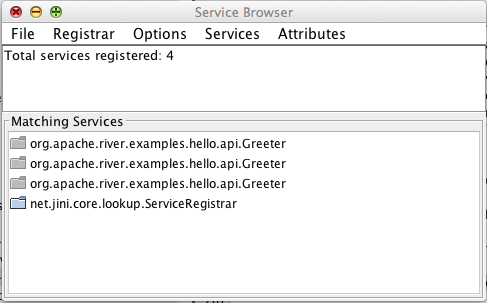 Service Browser
File Registrar Options Services Attributes
Total services registered: 4
Matching Services
org.apache.river.examples.hello.api.Greeter
org.apache.river.examples.hello.api.Greeter
org.apache.river.examples.hello.api.Greeter
net.jini.core.lookup.ServiceRegistrar